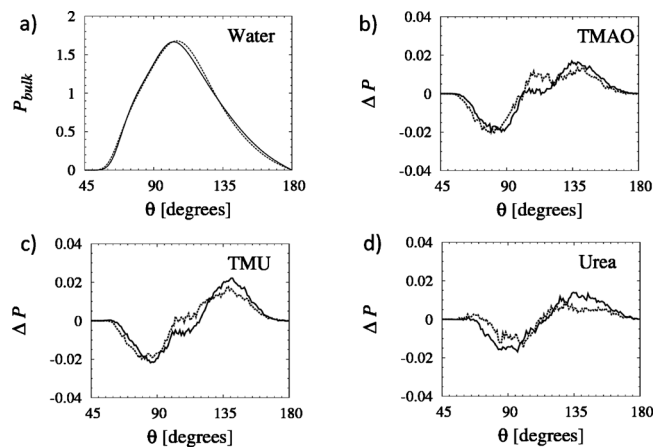 a)
Water
P_bulk
2
1.5
1
0.5
0
45 90 135 180
θ [degrees]
b)
TMAO
Δ P
0.04
0.02
0
-0.02
-0.04
45 90 135 180
θ [degrees]
c)
TMU
Δ P
0.04
0.02
0
-0.02
-0.04
45 90 135 180
θ [degrees]
d)
Urea
Δ P
0.04
0.02
0
-0.02
-0.04
45 90 135 180
θ [degrees]